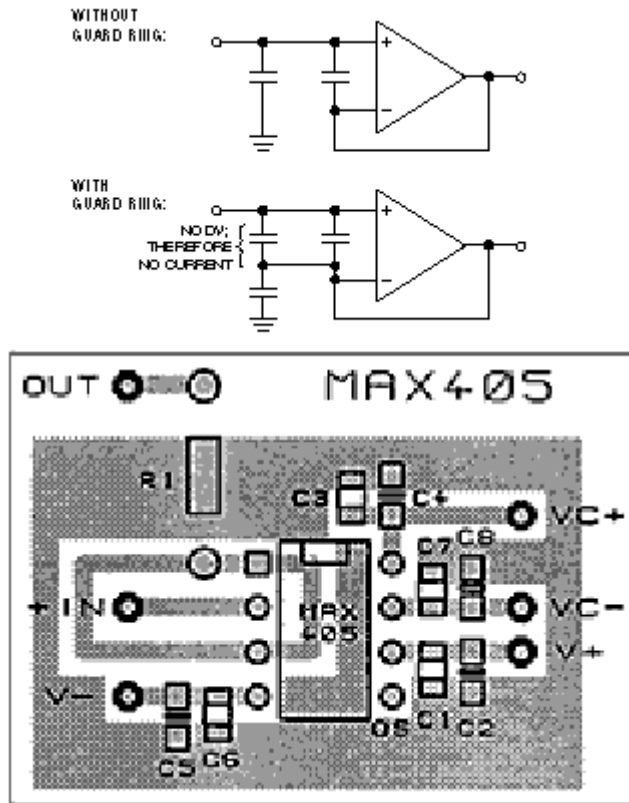 WITHOUT
GUARD RING:
+
−
WITH
GUARD RING:
NO DV;
THEREFORE
NO CURRENT
+
−
OUT
MAX405
R1
C3
C4
VC+
C7
C8
+IN
MAX
405
VC-
V+
V-
OS
C1
C2
C5
C6